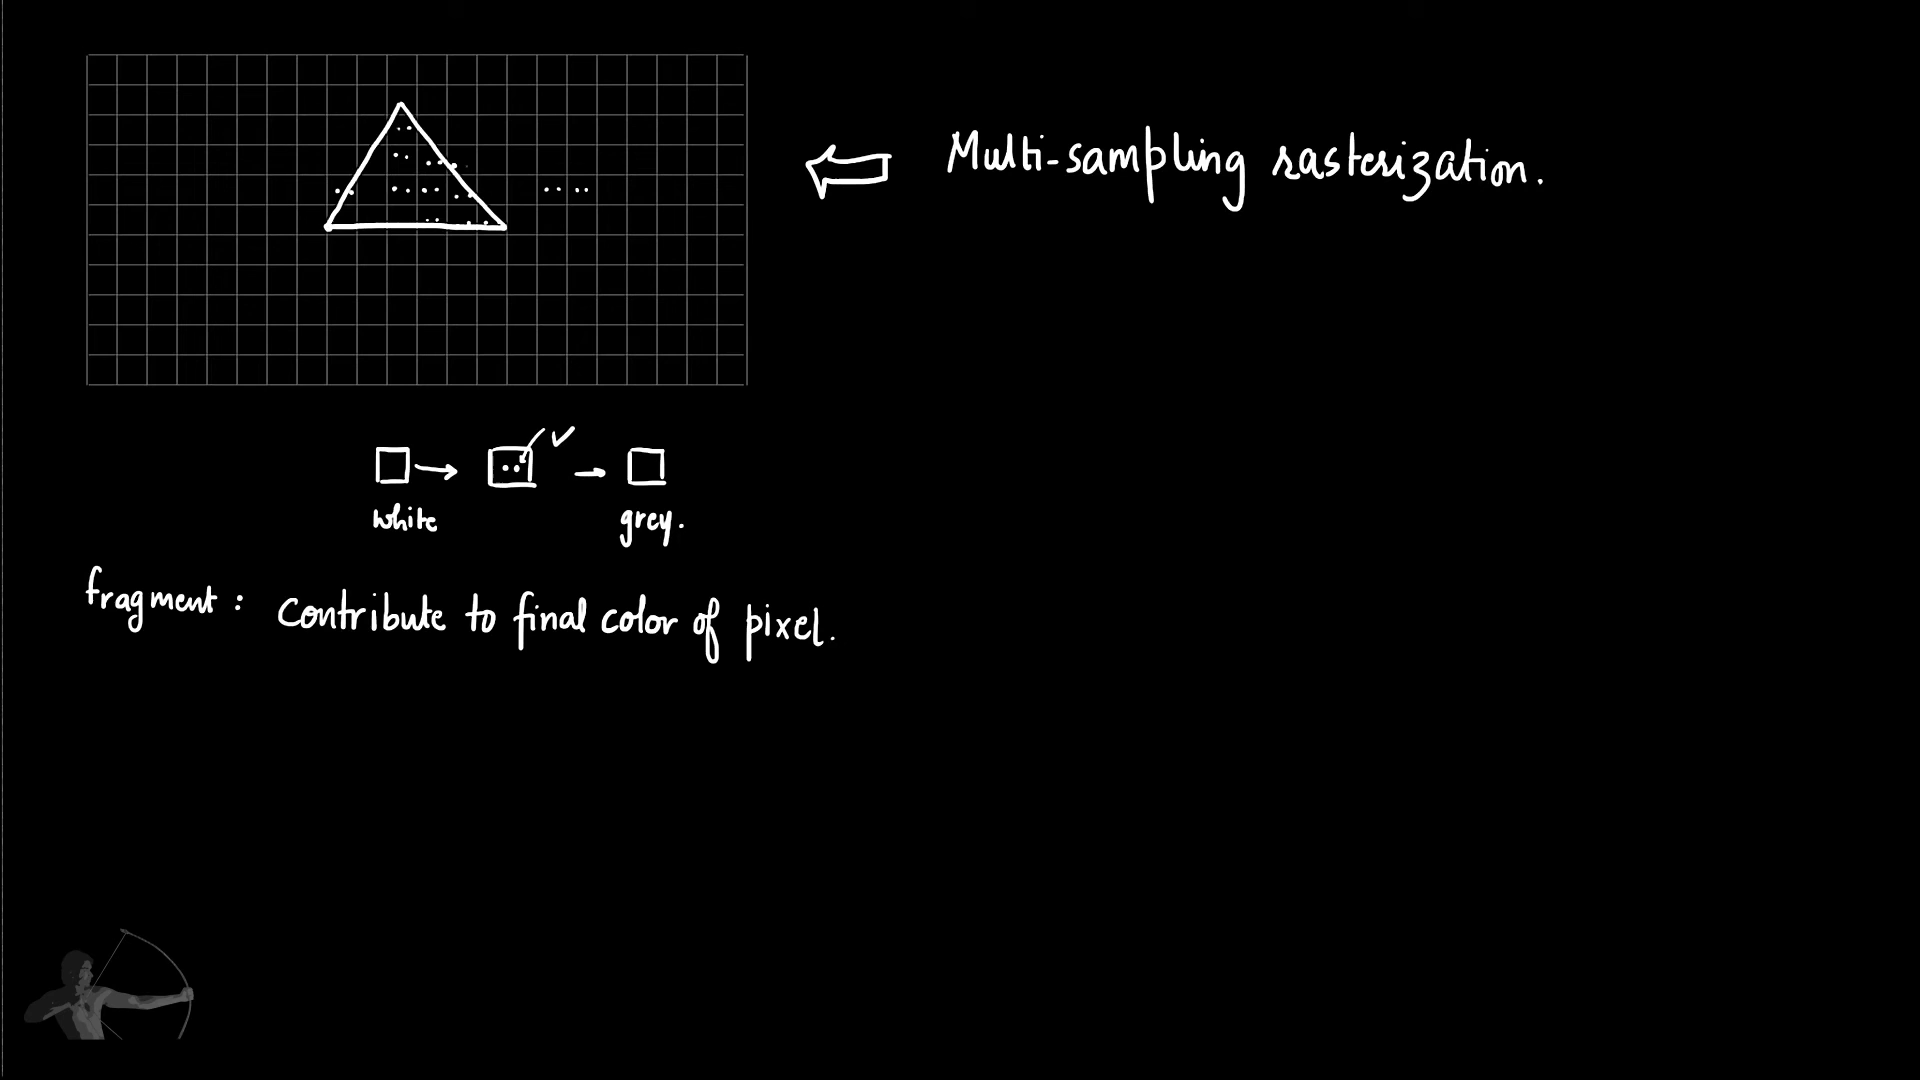 Multi-sampling rasterization.
white
grey.
fragment: Contribute to final color of pixel.